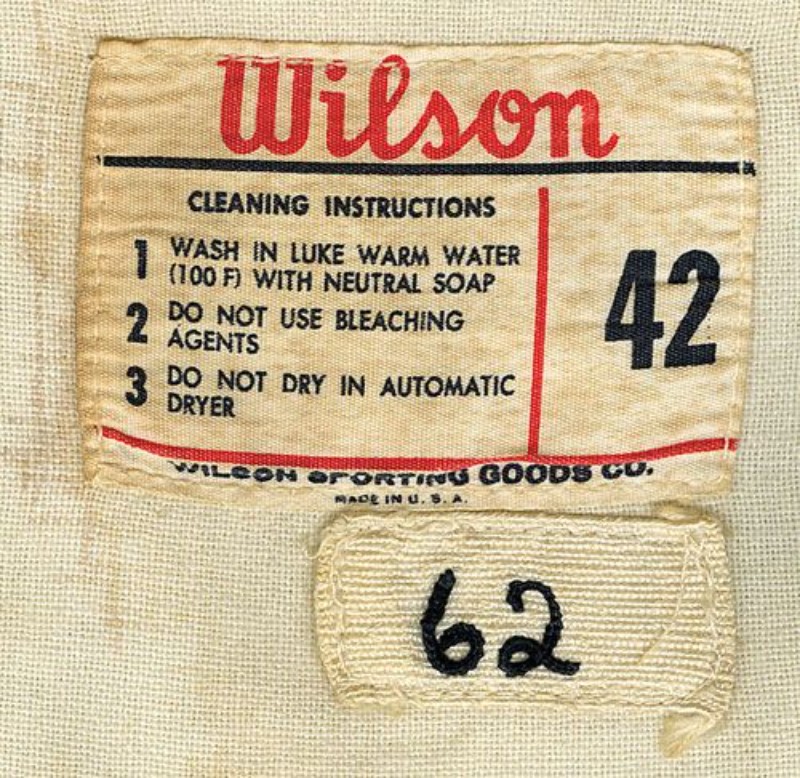 Wilson
CLEANING INSTRUCTIONS
1 WASH IN LUKE WARM WATER
(100 F) WITH NEUTRAL SOAP
2 DO NOT USE BLEACHING
AGENTS
3 DO NOT DRY IN AUTOMATIC
DRYER
42
WILSON SPORTING GOODS CO.
MADE IN U. S. A.
62